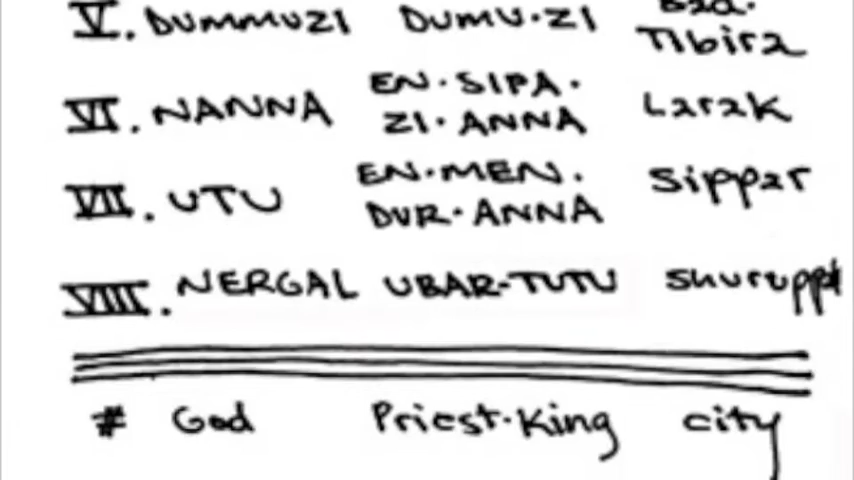 V. DUMMUZI DUMU·ZI Bad·
Tibira
VI. NANNA EN·SIPA·
ZI·ANNA Larak
VII. UTU EN·MEN.
DUR·ANNA Sippar
VIII. NERGAL UBAR-TUTU
# God Priest·King city